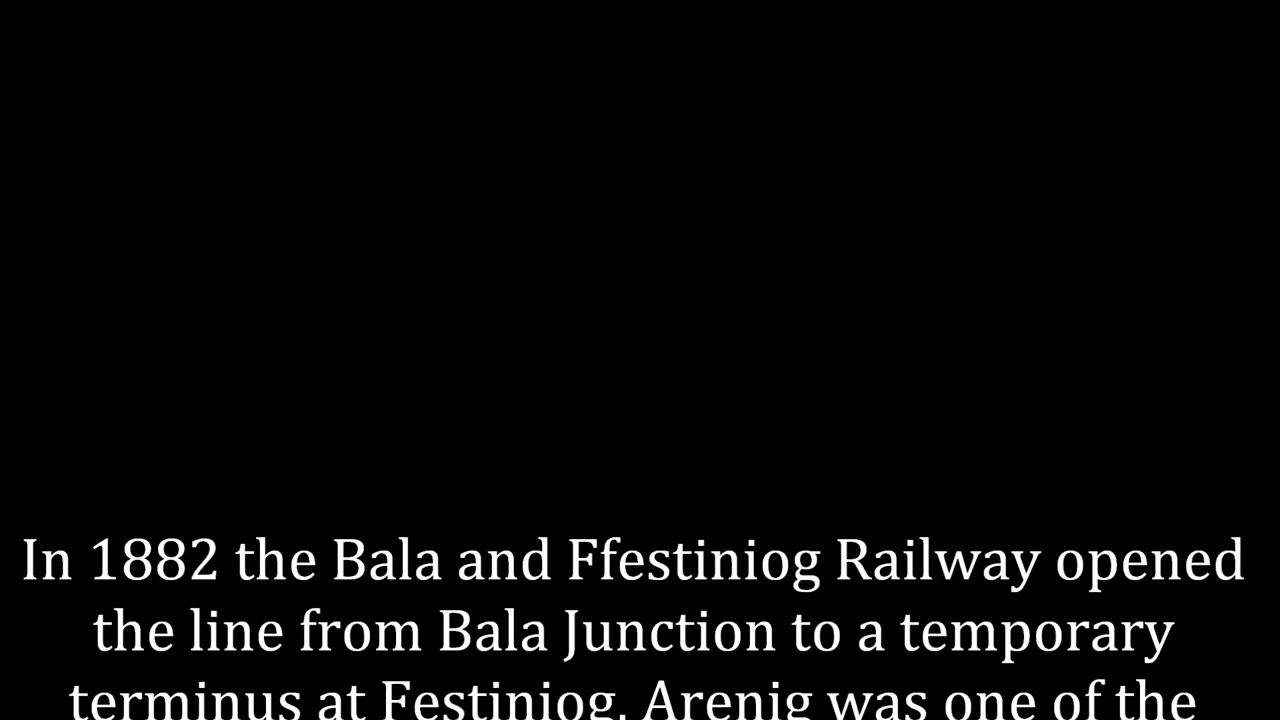 In 1882 the Bala and Ffestiniog Railway opened
the line from Bala Junction to a temporary
terminus at Festiniog. Arenig was one of the